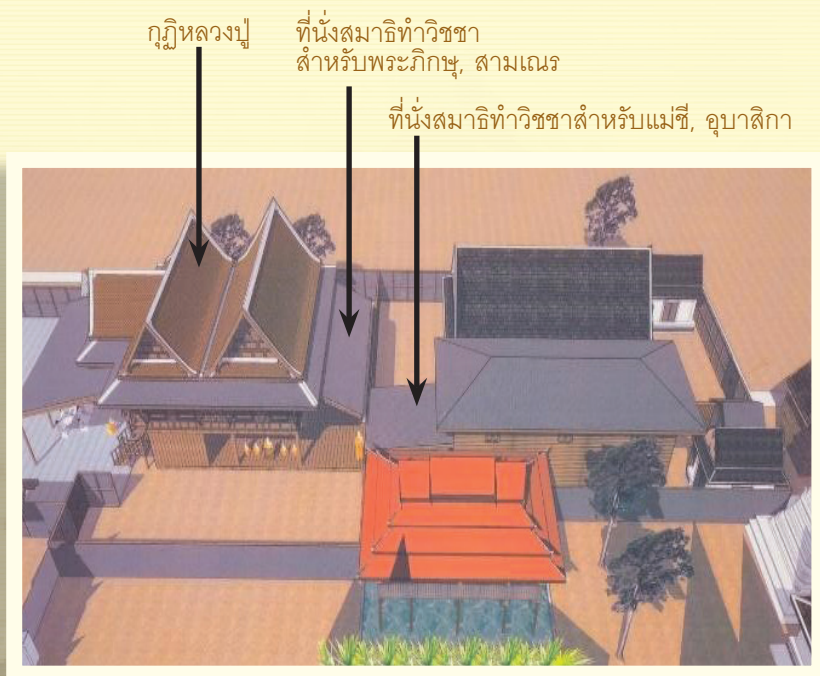 กุฏิหลวงปู่
ที่นั่งสมาธิทำวิชชา
สำหรับพระภิกษุ, สามเณร
ที่นั่งสมาธิทำวิชชาสำหรับแม่ชี, อุบาสิกา